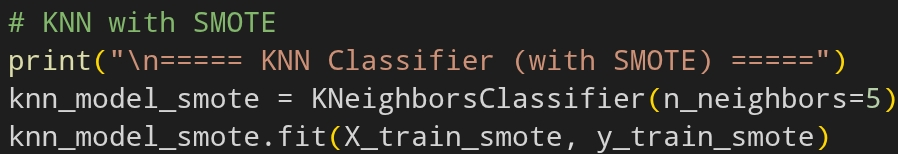 # KNN with SMOTE
print("\n===== KNN Classifier (with SMOTE) =====")
knn_model_smote = KNeighborsClassifier(n_neighbors=5)
knn_model_smote.fit(X_train_smote, y_train_smote)